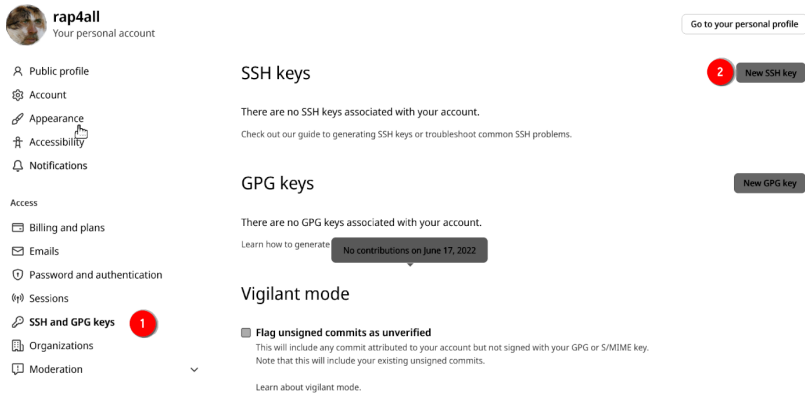 rap4all
Your personal account
Go to your personal profile
Public profile
Account
Appearance
Accessibility
Notifications
Access
Billing and plans
Emails
Password and authentication
Sessions
SSH and GPG keys
1
Organizations
Moderation
SSH keys
2
New SSH key
There are no SSH keys associated with your account.
Check out our guide to generating SSH keys or troubleshoot common SSH problems.
GPG keys
New GPG key
There are no GPG keys associated with your account.
Learn how to generate
No contributions on June 17, 2022
Vigilant mode
Flag unsigned commits as unverified
This will include any commit attributed to your account but not signed with your GPG or S/MIME key.
Note that this will include your existing unsigned commits.
Learn about vigilant mode.